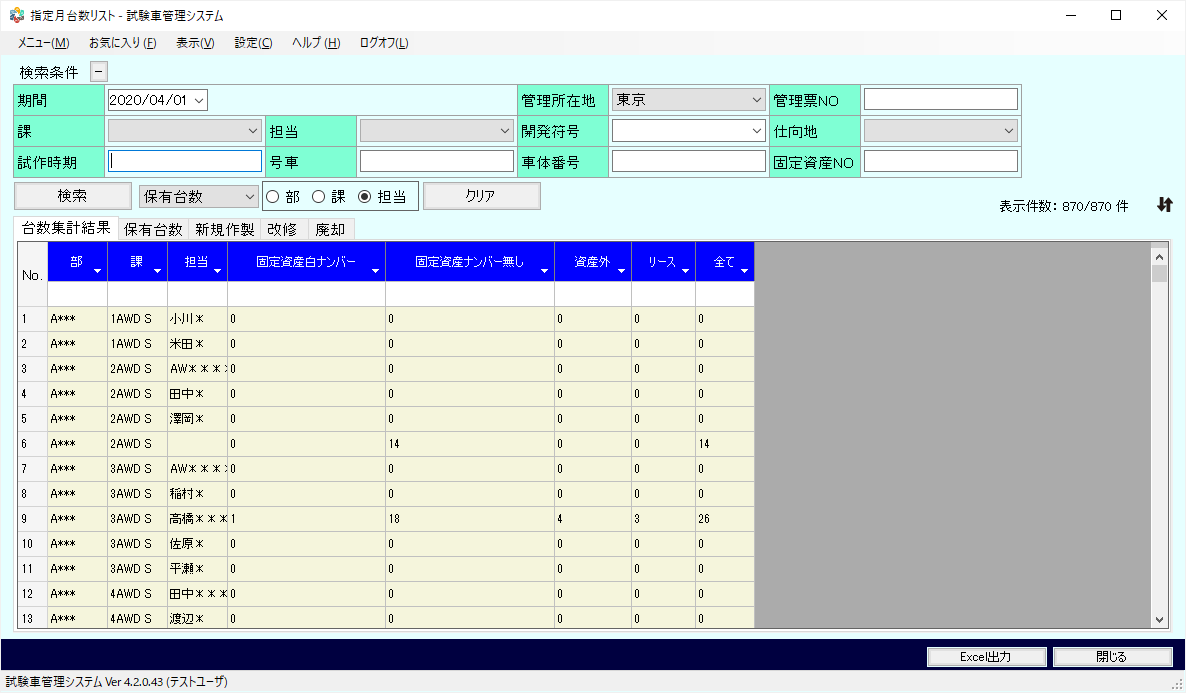 指定月台数リスト - 試験車管理システム
メニュー(M) お気に入り(F) 表示(V) 設定(C) ヘルプ(H) ログオフ(L)
検索条件 −
期間 2020/04/01 管理所在地 東京 管理票NO
課 担当 開発符号 仕向地
試作時期 号車 車体番号 固定資産NO
検索 保有台数 部 課 担当 クリア
表示件数: 870/870 件
台数集計結果 保有台数 新規作製 改修 廃却
No. 部 課 担当 固定資産白ナンバー 固定資産ナンバー無し 資産外 リース 全て
1 A*** 1AWD S 小川＊ 0 0 0 0 0
2 A*** 1AWD S 米田＊ 0 0 0 0 0
3 A*** 2AWD S AW＊＊＊ 0 0 0 0 0
4 A*** 2AWD S 田中＊ 0 0 0 0 0
5 A*** 2AWD S 澤岡＊ 0 0 0 0 0
6 A*** 2AWD S 0 14 0 0 14
7 A*** 3AWD S AW＊＊＊ 0 0 0 0 0
8 A*** 3AWD S 稲村＊ 0 0 0 0 0
9 A*** 3AWD S 高橋＊＊＊ 1 18 4 3 26
10 A*** 3AWD S 佐原＊ 0 0 0 0 0
11 A*** 3AWD S 平瀬＊ 0 0 0 0 0
12 A*** 4AWD S 田中＊＊＊ 0 0 0 0 0
13 A*** 4AWD S 渡辺＊ 0 0 0 0 0
Excel出力 閉じる
試験車管理システム Ver 4.2.0.43 (テストユーザ)